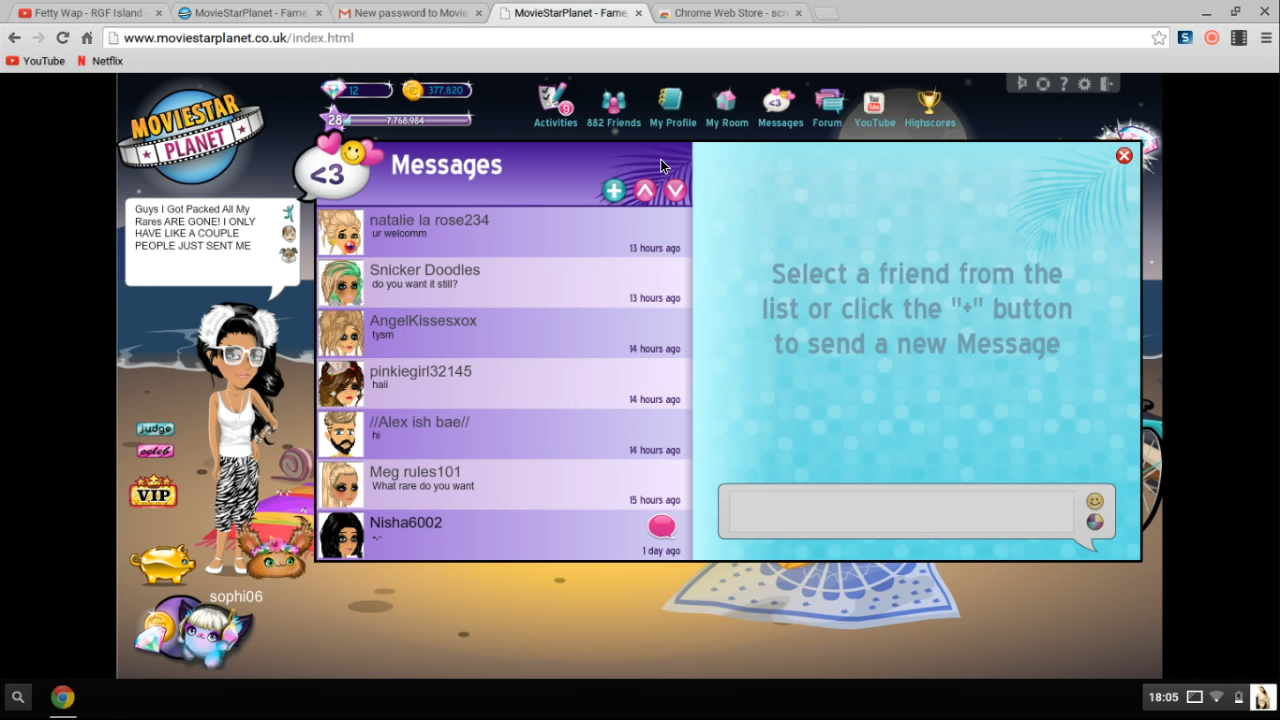 Fetty Wap - RGF Island -
MovieStarPlanet - Fame,
New password to Movie
MovieStarPlanet - Fame,
Chrome Web Store - scr
www.moviestarplanet.co.uk/index.html
YouTube
Netflix
MOVIESTAR
PLANET
12
377,820
28
7,768,984
Activities
9
882 Friends
My Profile
My Room
<3
Messages
Forum
YouTube
Highscores
Guys I Got Packed All My
Rares ARE GONE! I ONLY
HAVE LIKE A COUPLE
PEOPLE JUST SENT ME
<3
Messages
natalie la rose234
ur welcomm
13 hours ago
Snicker Doodles
do you want it still?
13 hours ago
AngelKissesxox
tysm
14 hours ago
pinkiegirl32145
haii
14 hours ago
//Alex ish bae//
hi
14 hours ago
Meg rules101
What rare do you want
15 hours ago
Nisha6002
-.-
1 day ago
Select a friend from the
list or click the "+" button
to send a new Message
judge
celeb
VIP
sophi06
18:05